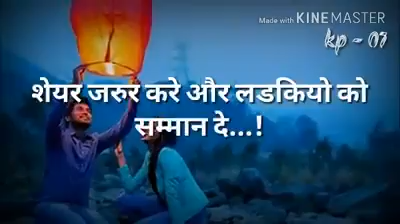 Made with KINEMASTER
kp - 07
शेयर जरुर करे और लडकियो को
सम्मान दे...!